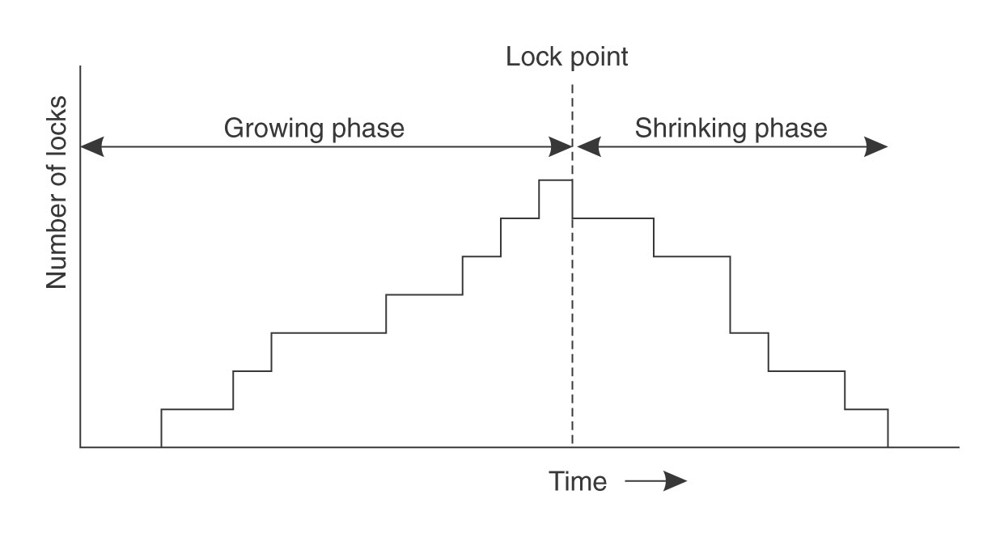 Lock point
Growing phase
Shrinking phase
Number of locks
Time